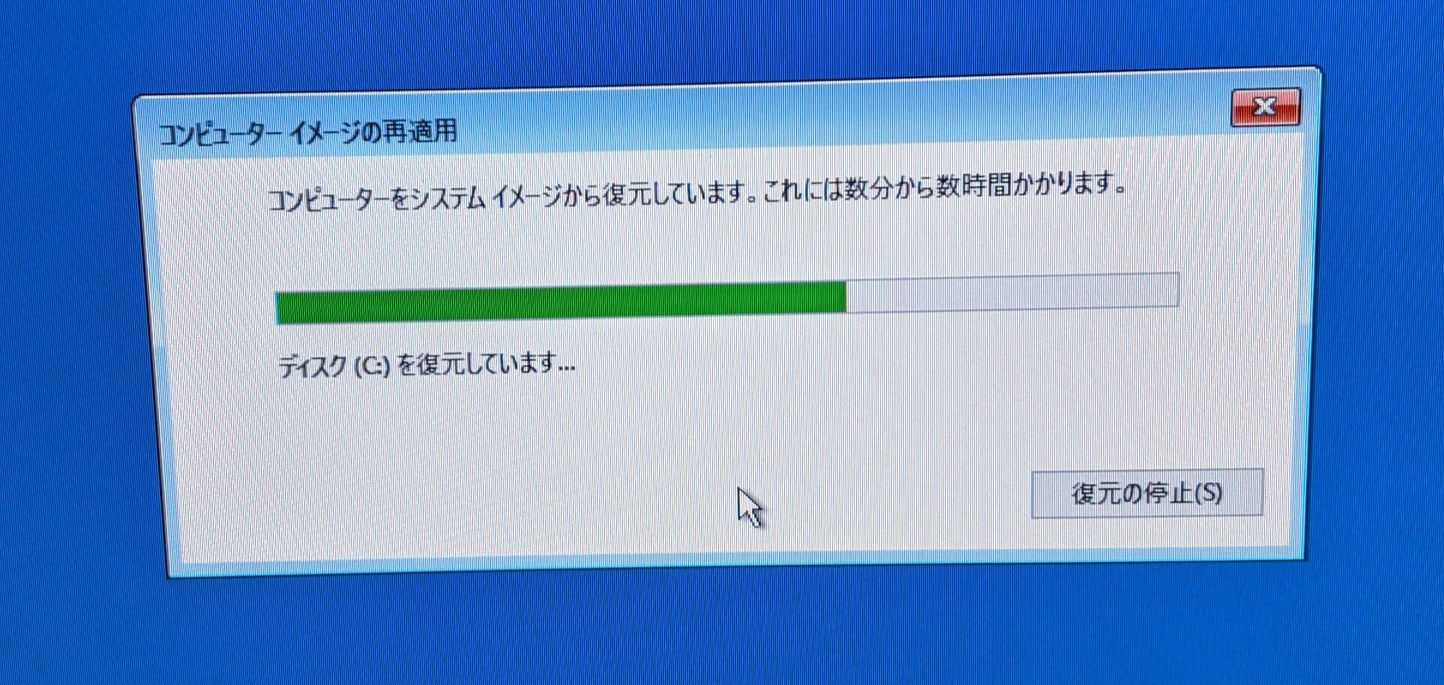 コンピューター イメージの再適用
コンピューターをシステム イメージから復元しています。これには数分から数時間かかります。
ディスク (C:) を復元しています...
復元の停止(S)